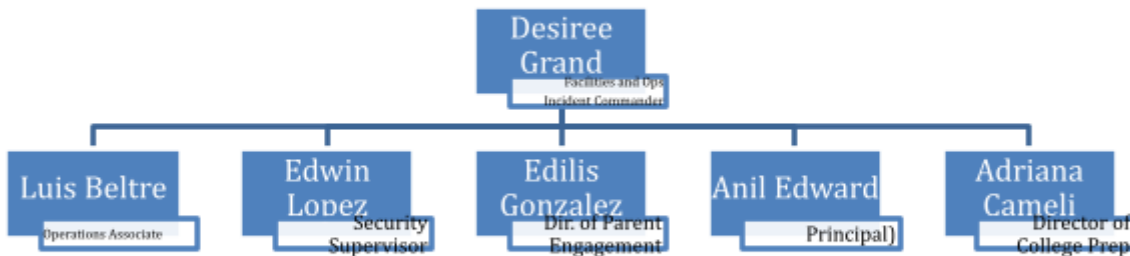 Desiree
Grand
Facilities and Ops
Incident Commander
Luis Beltre
Operations Associate
Edwin
Lopez
Security
Supervisor
Edilis
Gonzalez
Dir. of Parent
Engagement
Anil Edward
Principal)
Adriana
Cameli
Director of
College Prep